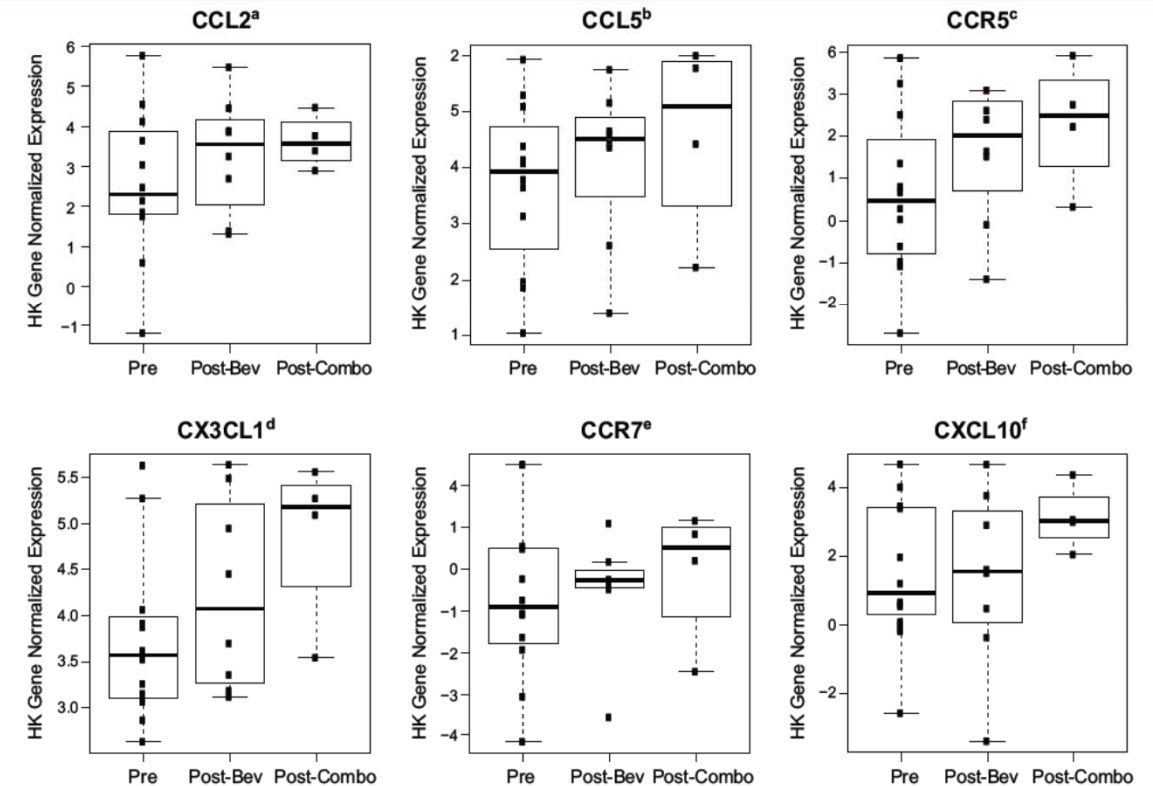 CCL2ᵃ
HK Gene Normalized Expression
6
5
4
3
2
1
0
−1
Pre Post-Bev Post-Combo
CCL5ᵇ
HK Gene Normalized Expression
2
5
4
3
2
1
Pre Post-Bev Post-Combo
CCR5ᶜ
HK Gene Normalized Expression
6
3
2
1
0
−1
−2
Pre Post-Bev Post-Combo
CX3CL1ᵈ
HK Gene Normalized Expression
5.5
5.0
4.5
4.0
3.5
3.0
Pre Post-Bev Post-Combo
CCR7ᵉ
HK Gene Normalized Expression
4
1
0
−1
−2
−3
−4
Pre Post-Bev Post-Combo
CXCL10ᶠ
HK Gene Normalized Expression
4
2
0
−2
Pre Post-Bev Post-Combo